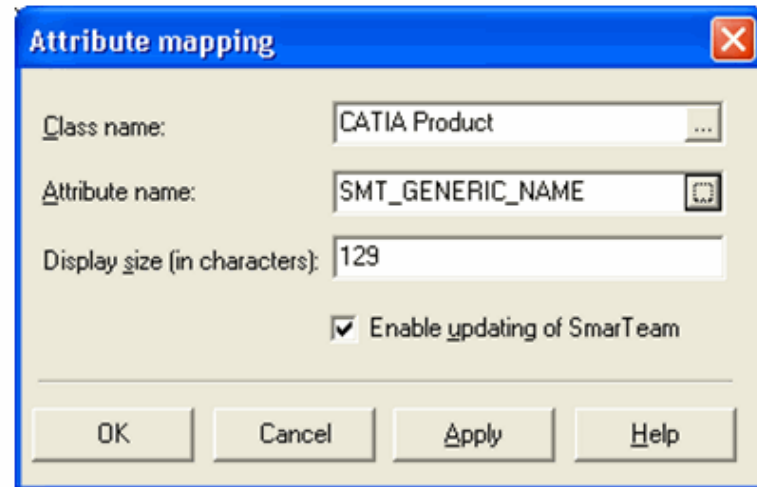 Attribute mapping
Class name: CATIA Product ...
Attribute name: SMT_GENERIC_NAME
Display size (in characters): 129
Enable updating of SmarTeam
OK Cancel Apply Help